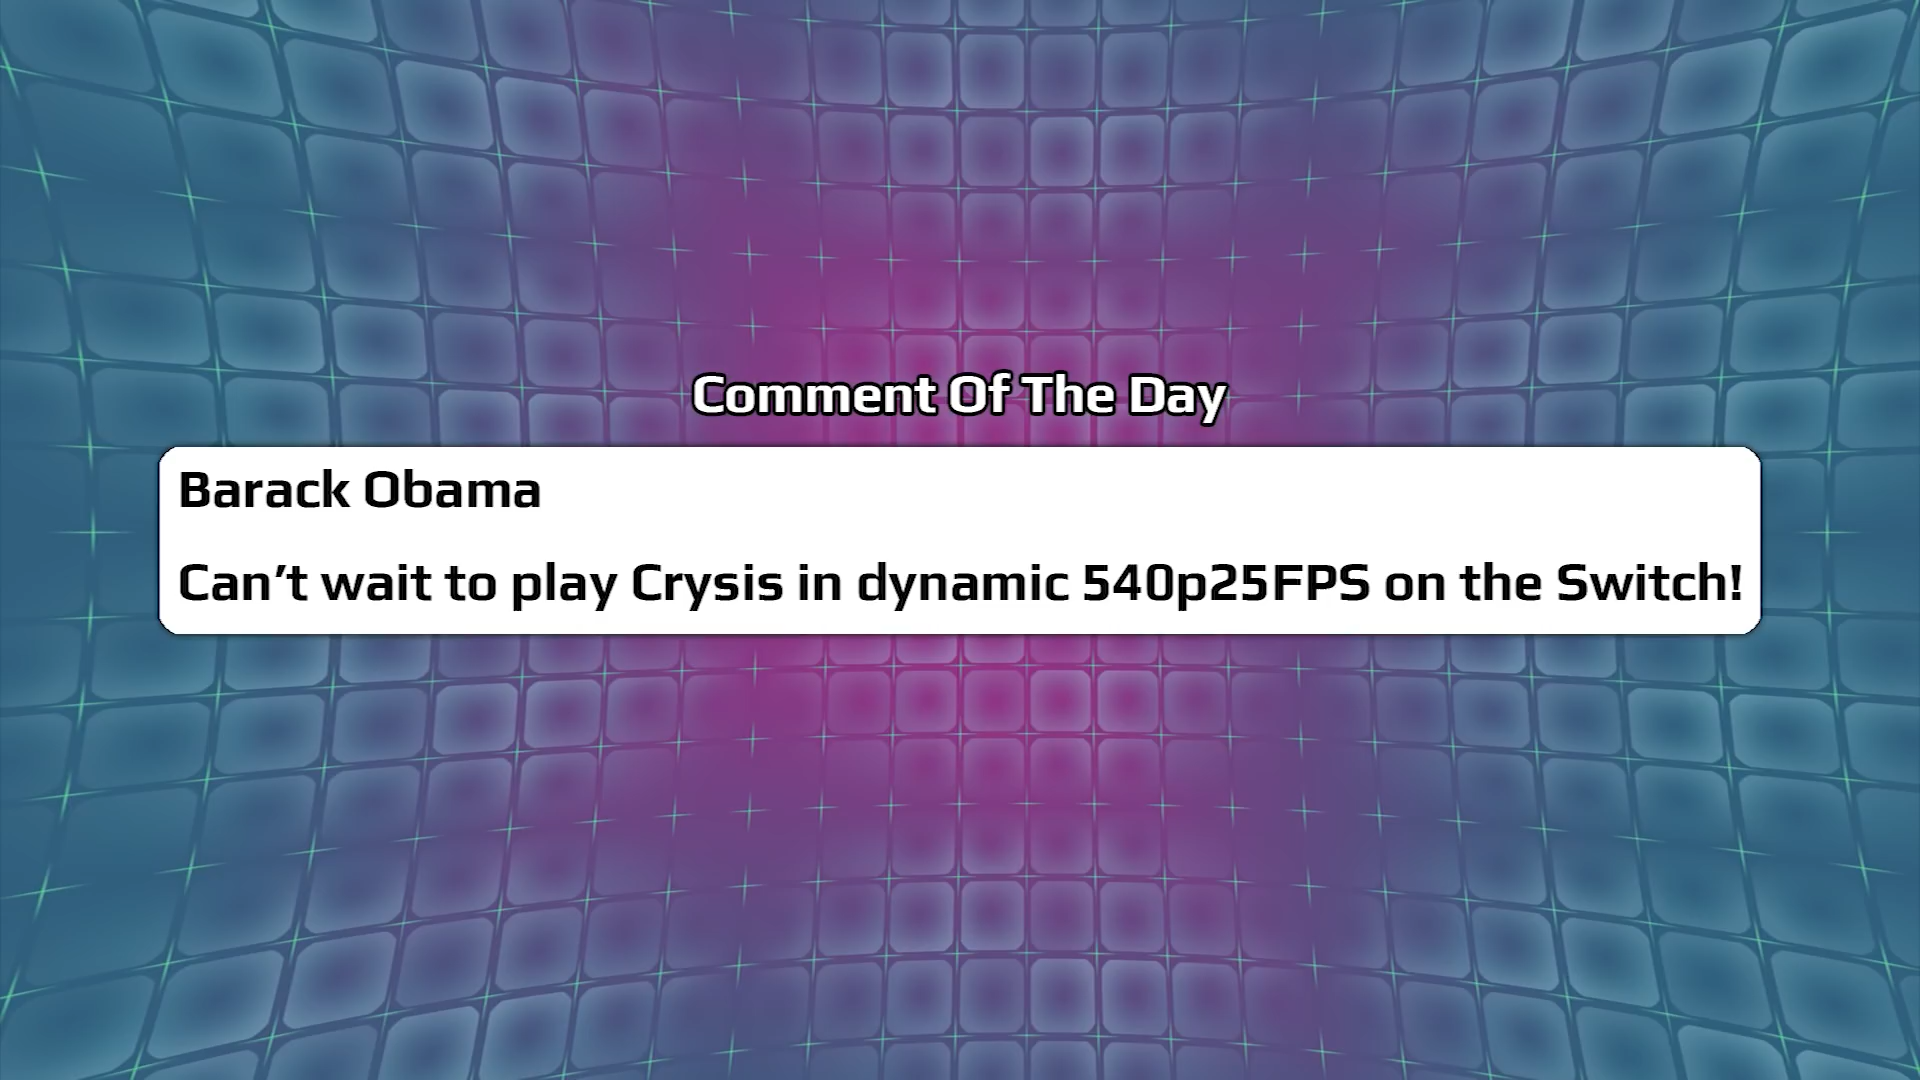 Comment Of The Day
Barack Obama
Can’t wait to play Crysis in dynamic 540p25FPS on the Switch!